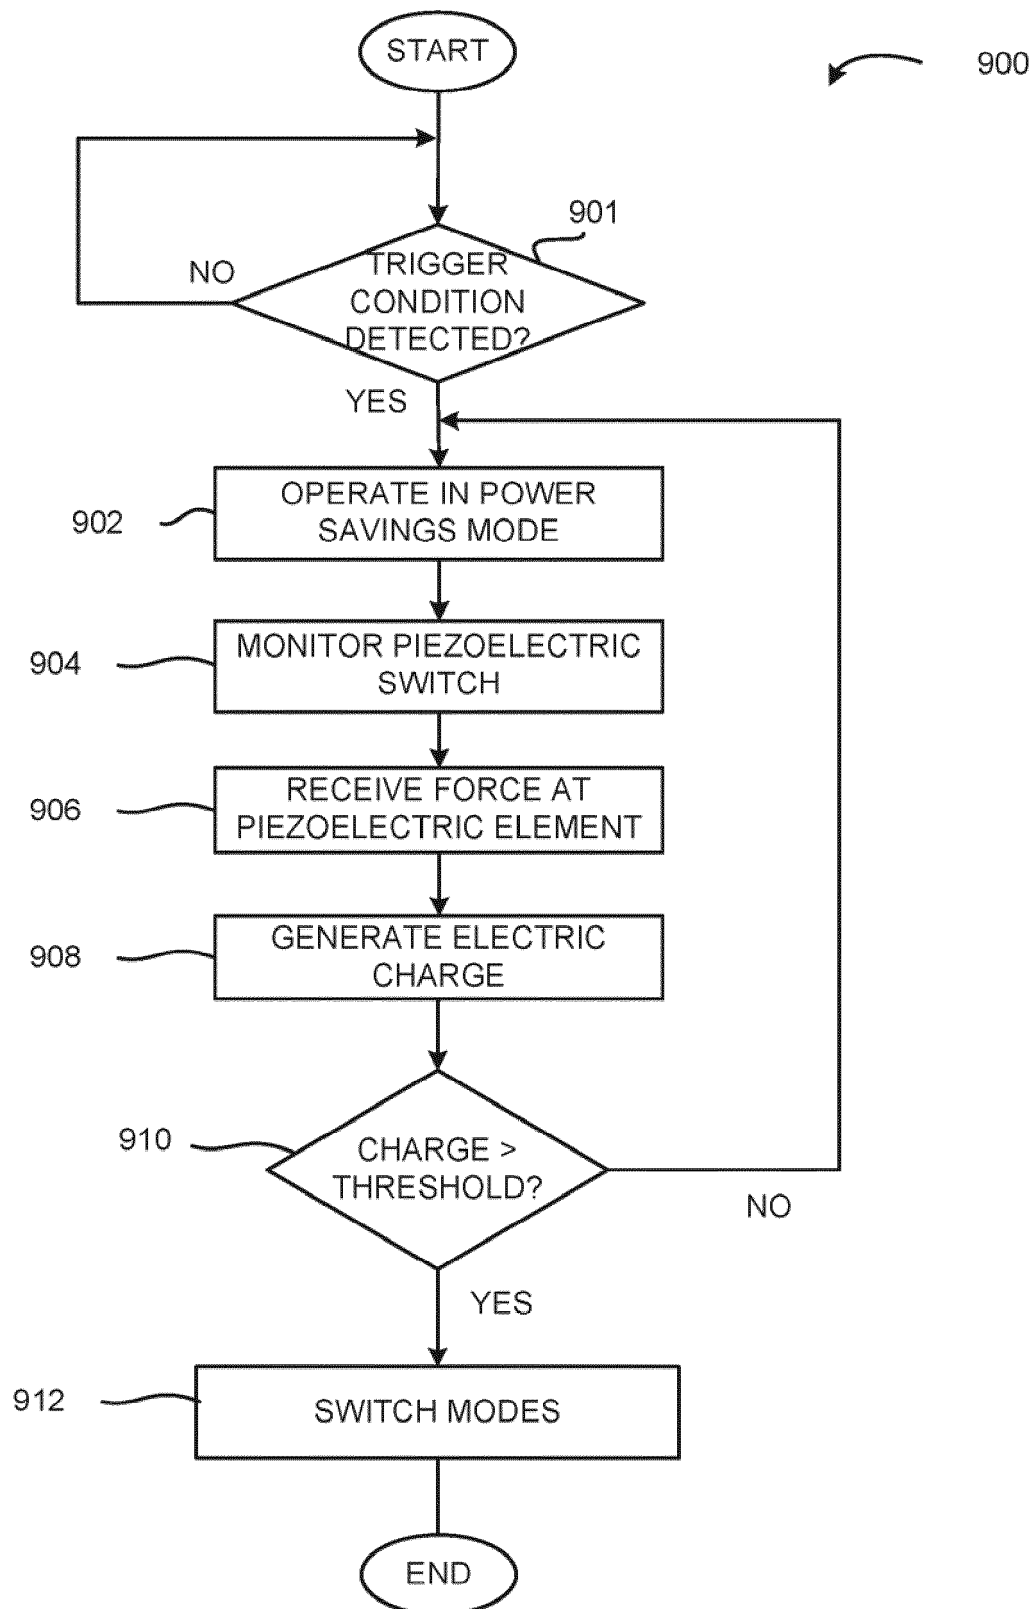 START
900
901
NO
TRIGGER
CONDITION
DETECTED?
YES
902
OPERATE IN POWER
SAVINGS MODE
904
MONITOR PIEZOELECTRIC
SWITCH
906
RECEIVE FORCE AT
PIEZOELECTRIC ELEMENT
908
GENERATE ELECTRIC
CHARGE
910
CHARGE >
THRESHOLD?
NO
YES
912
SWITCH MODES
END